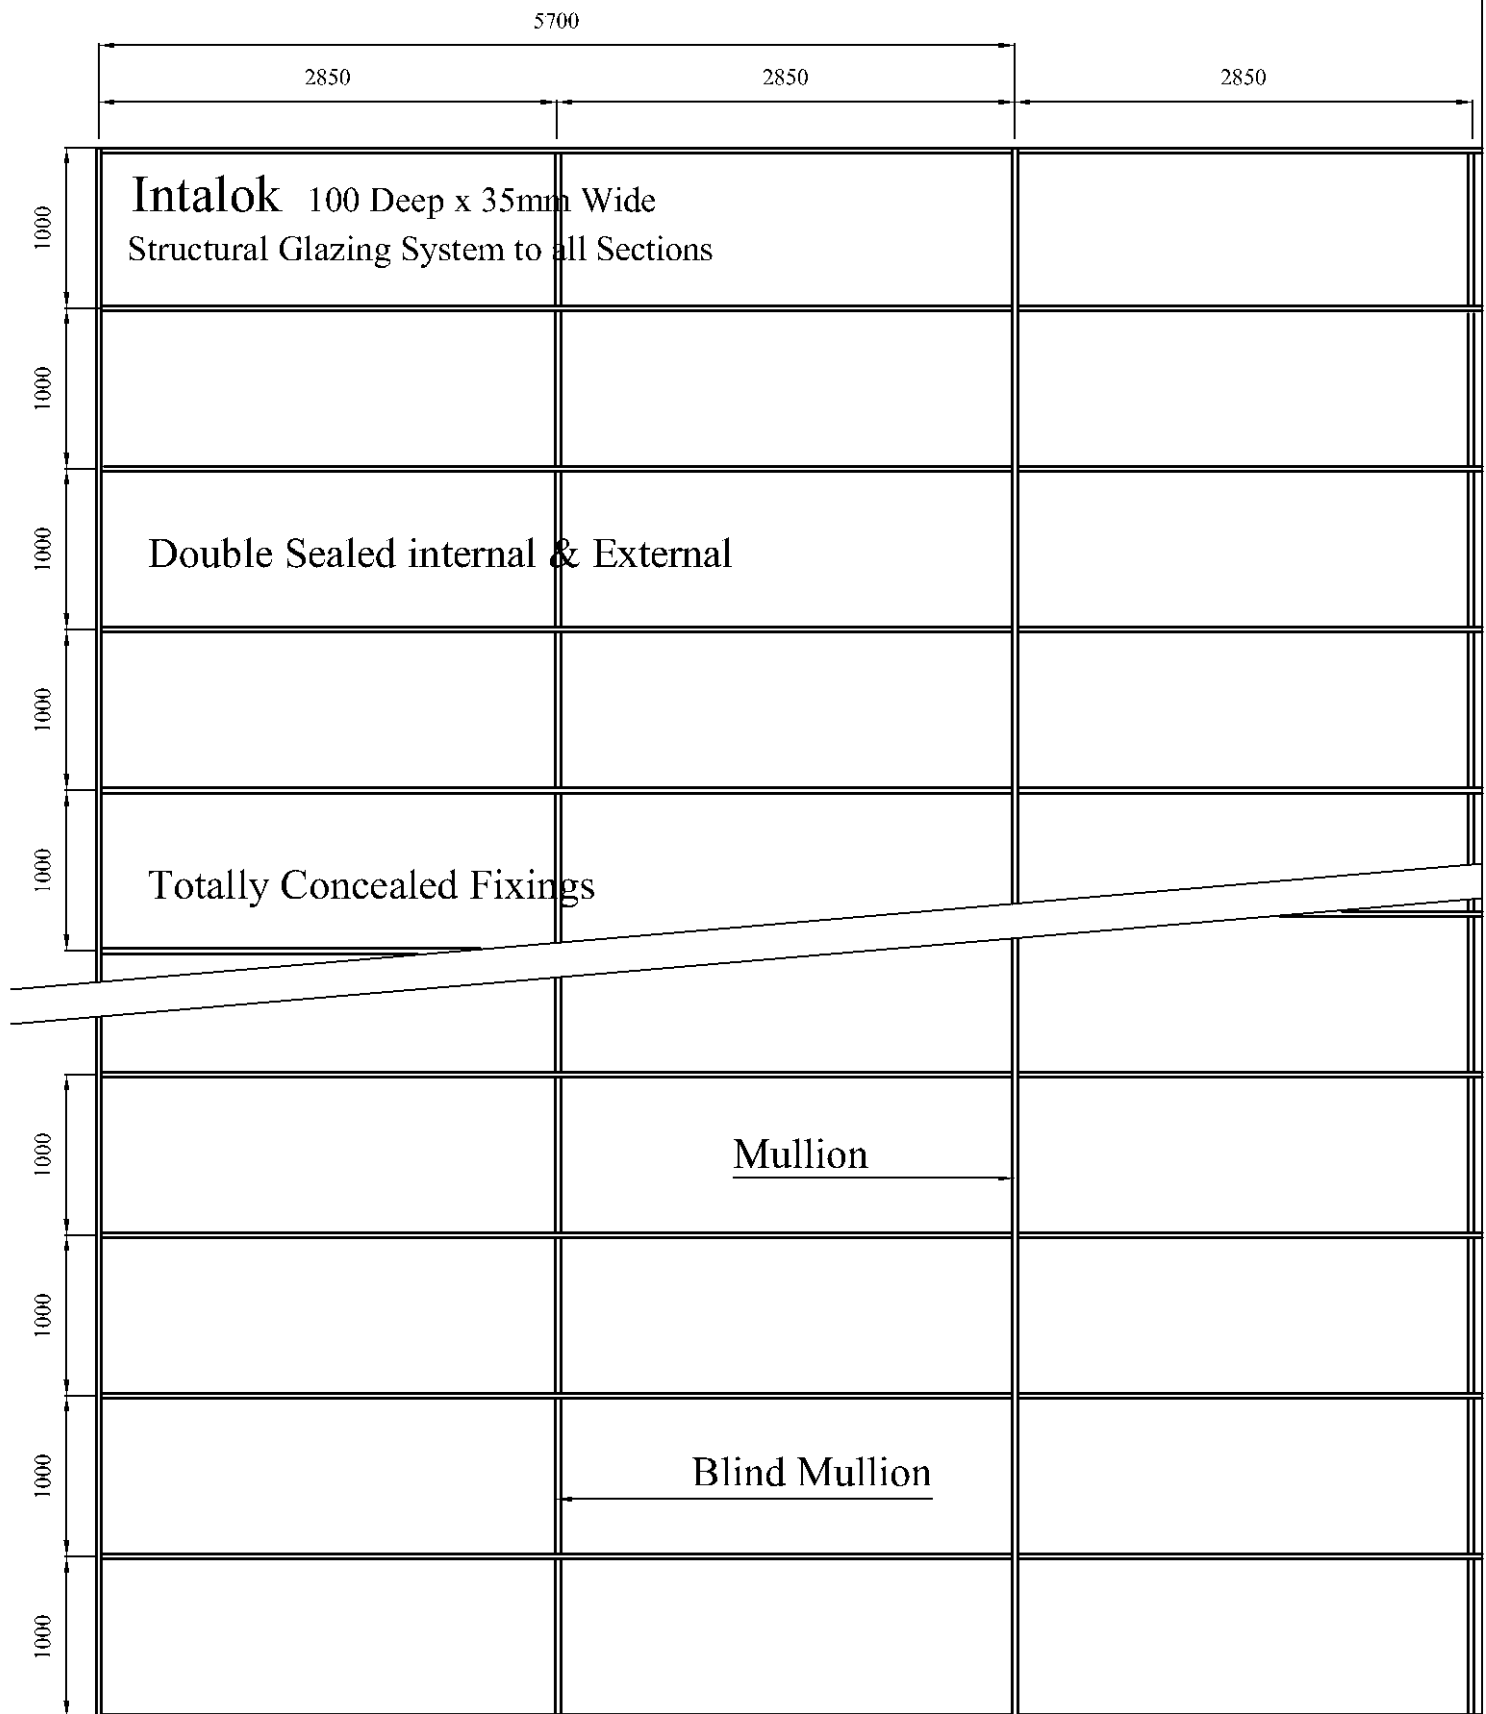 5700
2850 2850 2850
Intalok 100 Deep x 35mm Wide
Structural Glazing System to all Sections
1000
1000
Double Sealed internal & External
1000
1000
Totally Concealed Fixings
1000
Mullion
1000
1000
Blind Mullion
1000
1000